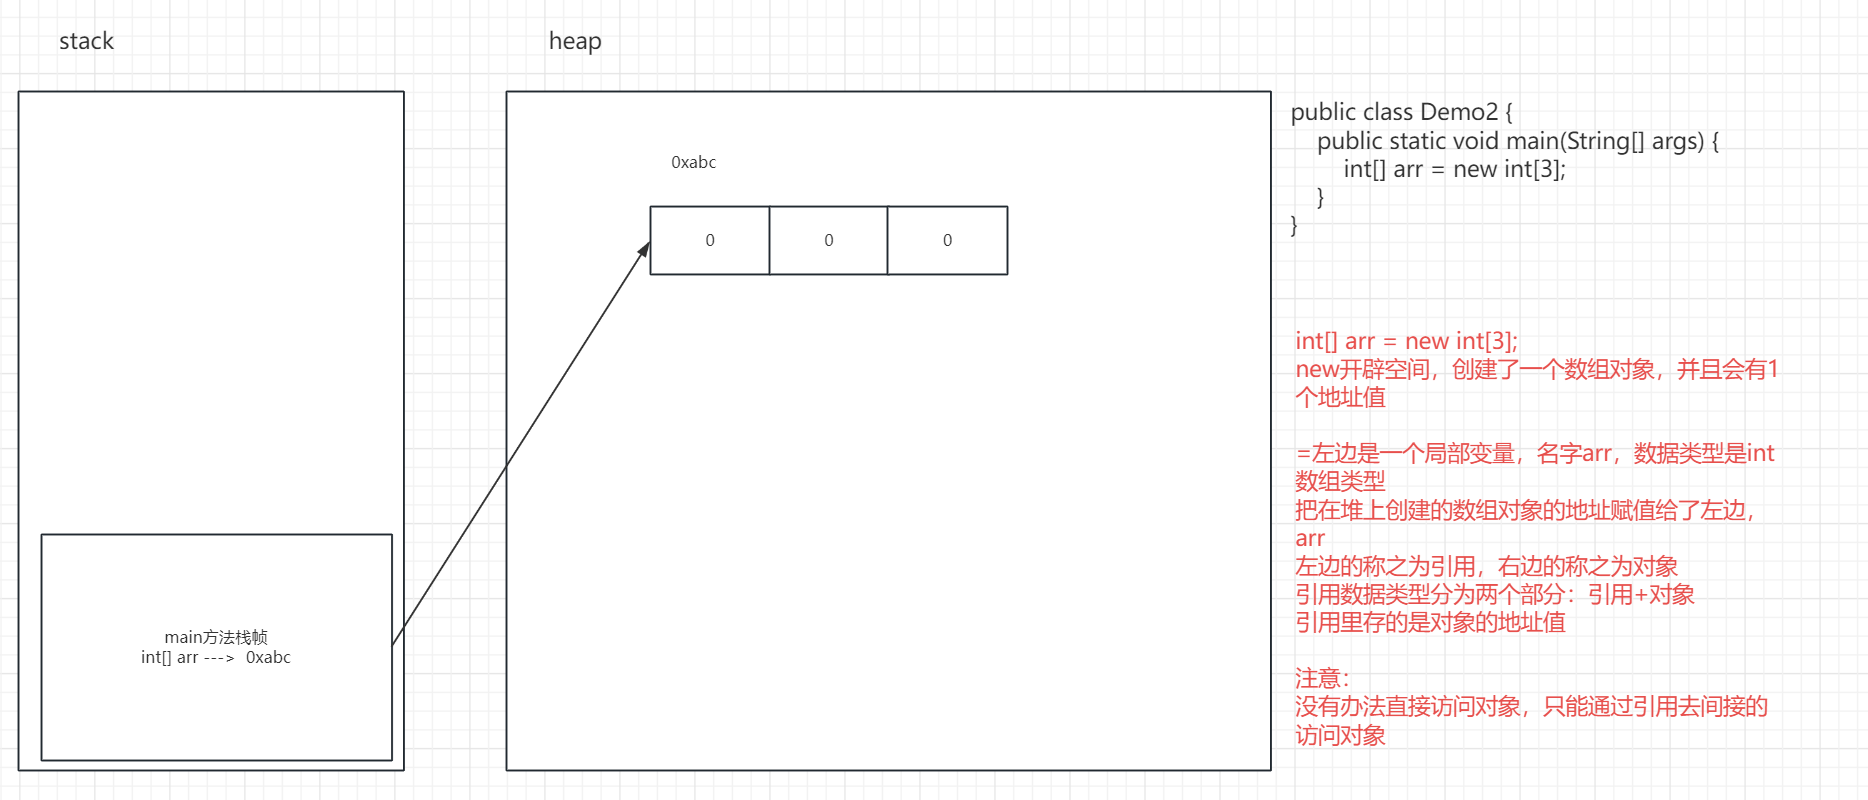 stack
heap
0xabc
0
0
0
main方法栈帧
int[] arr ---> 0xabc
public class Demo2 {
public static void main(String[] args) {
int[] arr = new int[3];
}
}
int[] arr = new int[3];
new开辟空间，创建了一个数组对象，并且会有1
个地址值
=左边是一个局部变量，名字arr，数据类型是int
数组类型
把在堆上创建的数组对象的地址赋值给了左边，
arr
左边的称之为引用，右边的称之为对象
引用数据类型分为两个部分：引用+对象
引用里存的是对象的地址值
注意：
没有办法直接访问对象，只能通过引用去间接的
访问对象